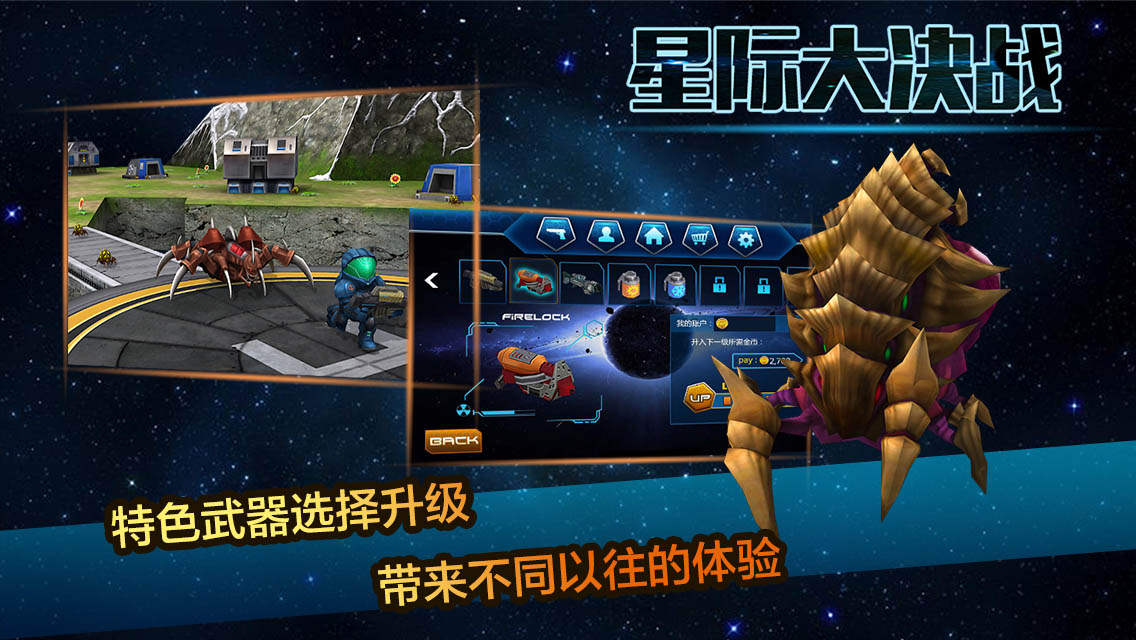 星际大决战
FIRELOCK
我的账户：
升入下一级所需金币：
pay：2,700
UP
BACK
特色武器选择升级
带来不同以往的体验